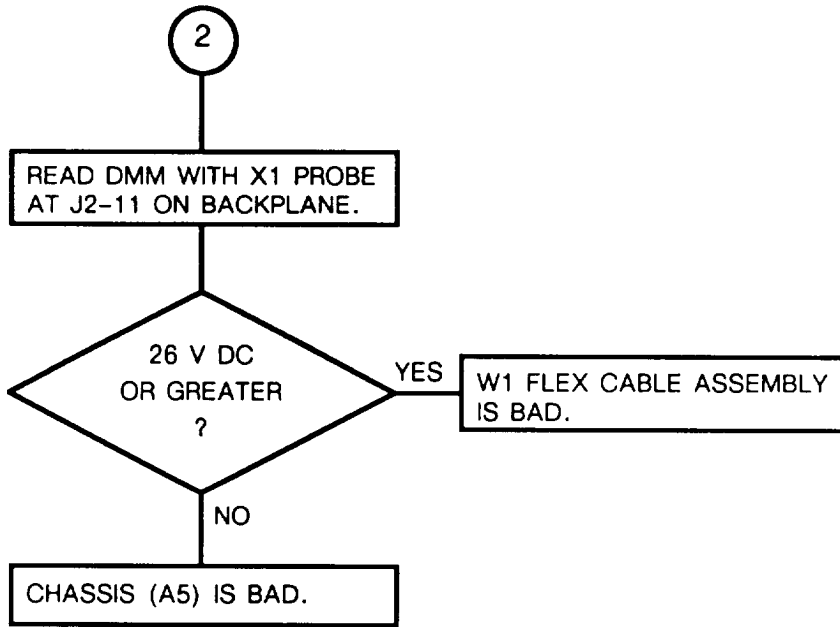 2
READ DMM WITH X1 PROBE
AT J2-11 ON BACKPLANE.
26 V DC
OR GREATER
?
YES
W1 FLEX CABLE ASSEMBLY
IS BAD.
NO
CHASSIS (A5) IS BAD.